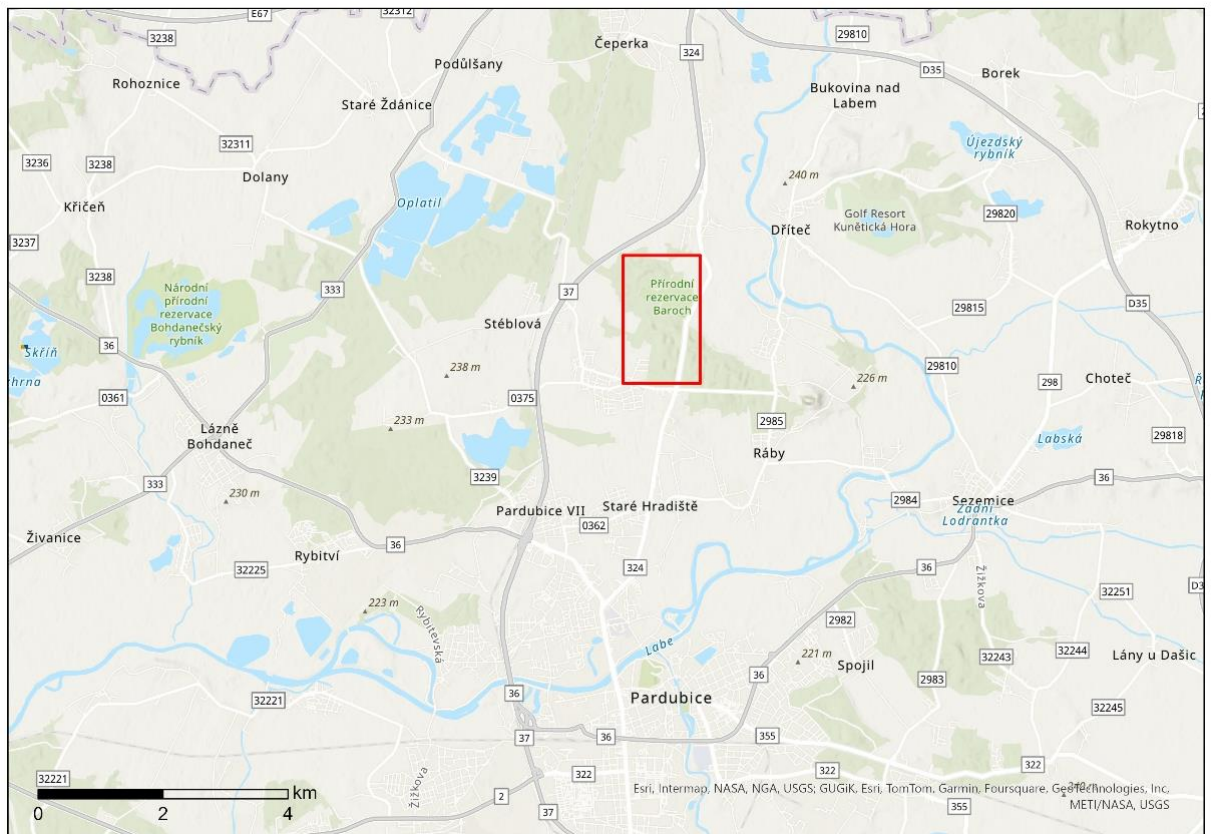 E67
32312
3238
29810
Čeperka
324
Podůlšany
D35
Borek
Rohoznice
Bukovina nad
Labem
Staré Ždánice
32311
Újezdský
rybník
3236
3238
Dolany
240 m
Oplatil
Křičeň
Golf Resort
Kunětická Hora
29820
Rokytno
Dříteč
3237
3238
Národní
přírodní
rezervace
Bohdanečský
rybník
333
37
Přírodní
rezervace
Baroch
D35
29815
Stéblová
36
Skříň
238 m
29810
zhrna
226 m
298
Choteč
0361
0375
233 m
2985
Lázně
Bohdaneč
Labská
29818
Ráby
3239
333
36
230 m
2984
Sezemice
Zadní
Lodrantka
Pardubice VII
Staré Hradiště
0362
Živanice
36
Rybitví
324
36
32225
Žižkova
32251
223 m
Rybitevská
2982
Labe
32243
32244
Lány u Dašic
221 m
Spojil
36
2983
32221
36
Pardubice
32245
37
36
355
322
32221
322
322
Žižkova
2
37
355
km
0
2
4
Esri, Intermap, NASA, NGA, USGS; GUGiK, Esri, TomTom, Garmin, Foursquare, GeoTechnologies, Inc,
METI/NASA, USGS